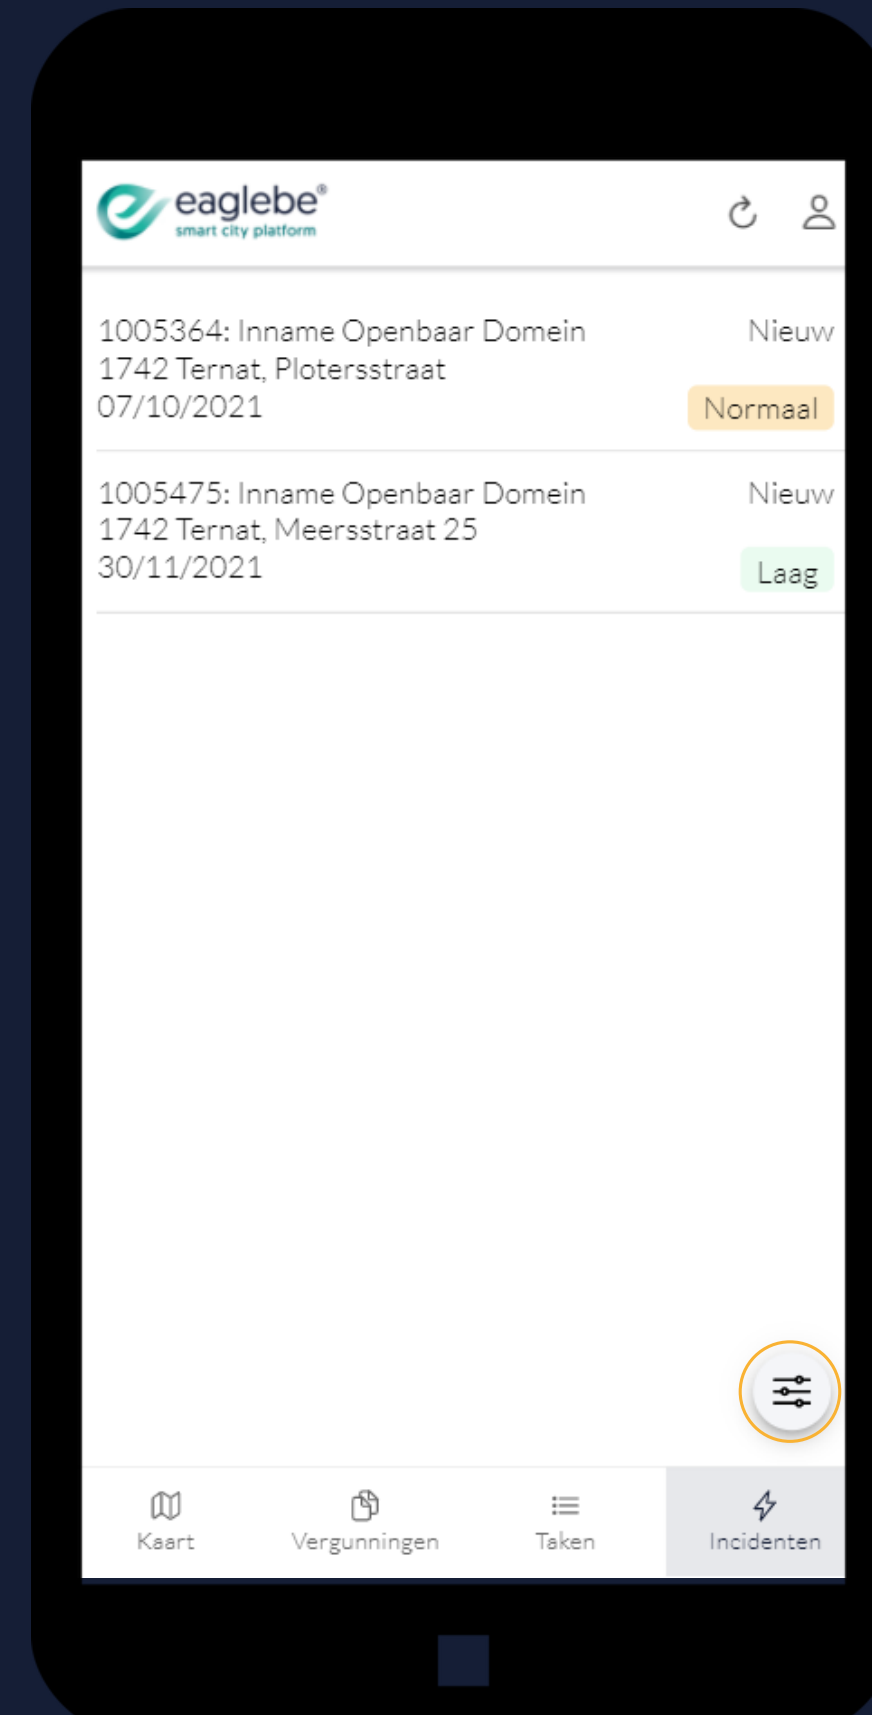 eaglebe®
smart city platform
1005364: Inname Openbaar Domein
Nieuw
1742 Ternat, Plotersstraat
07/10/2021
Normaal
1005475: Inname Openbaar Domein
Nieuw
1742 Ternat, Meersstraat 25
30/11/2021
Laag
Kaart
Vergunningen
Taken
Incidenten